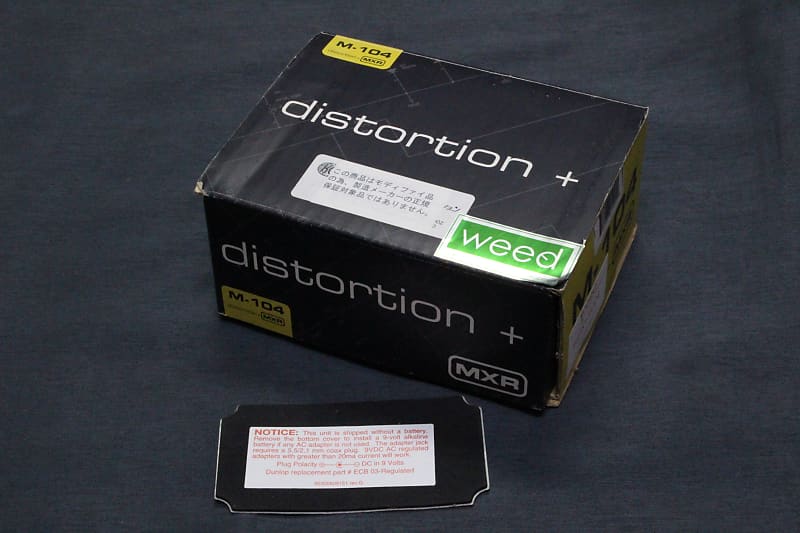 M-104
MXR
distortion +
この商品はモディファイ品
の為、製造メーカーの正規
保証対象品ではありません。
weed
distortion +
M-104
MXR
MXR
M-104
NOTICE: This unit is shipped without a battery.
Remove the bottom cover to install a 9-volt alkaline
battery if any AC adapter is not used. The adapter jack
requires a 5.5/2.1 mm coax plug. 9VDC AC regulated
adapters with greater than 20ma current will work.
Plug Polarity DC in 9 Volts
Dunlop replacement part # ECB 03-Regulated